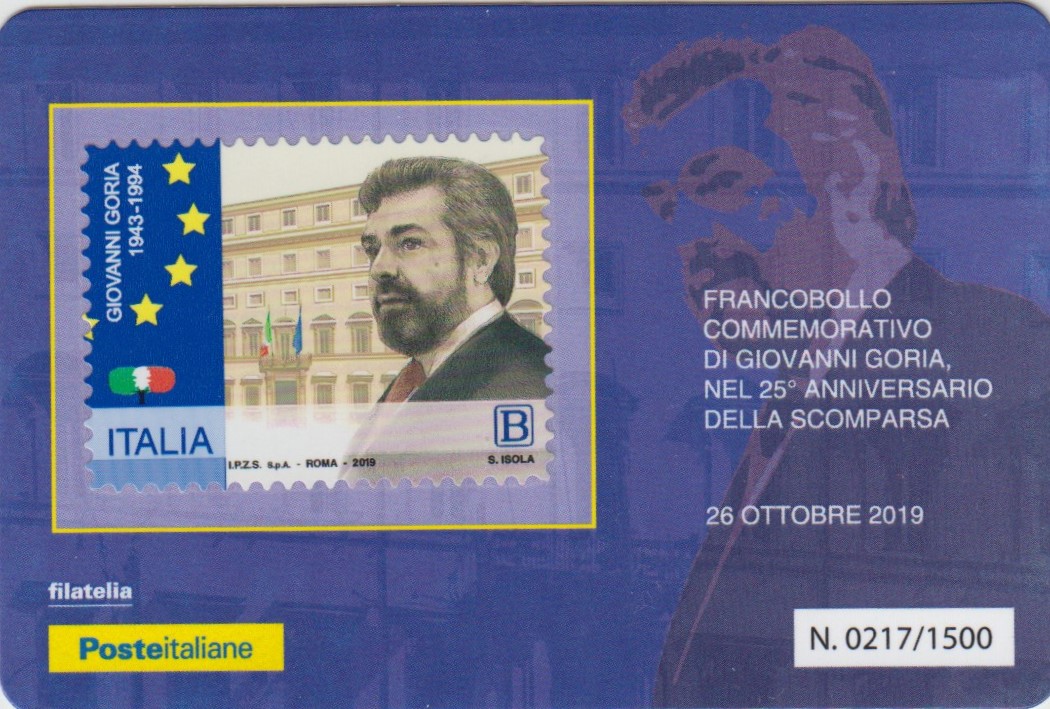 GIOVANNI GORIA
1943-1994
ITALIA
I.P.Z.S. S.p.A. - ROMA - 2019
B
S. ISOLA
FRANCOBOLLO
COMMEMORATIVO
DI GIOVANNI GORIA,
NEL 25° ANNIVERSARIO
DELLA SCOMPARSA
26 OTTOBRE 2019
filatelia
Posteitaliane
N. 0217/1500